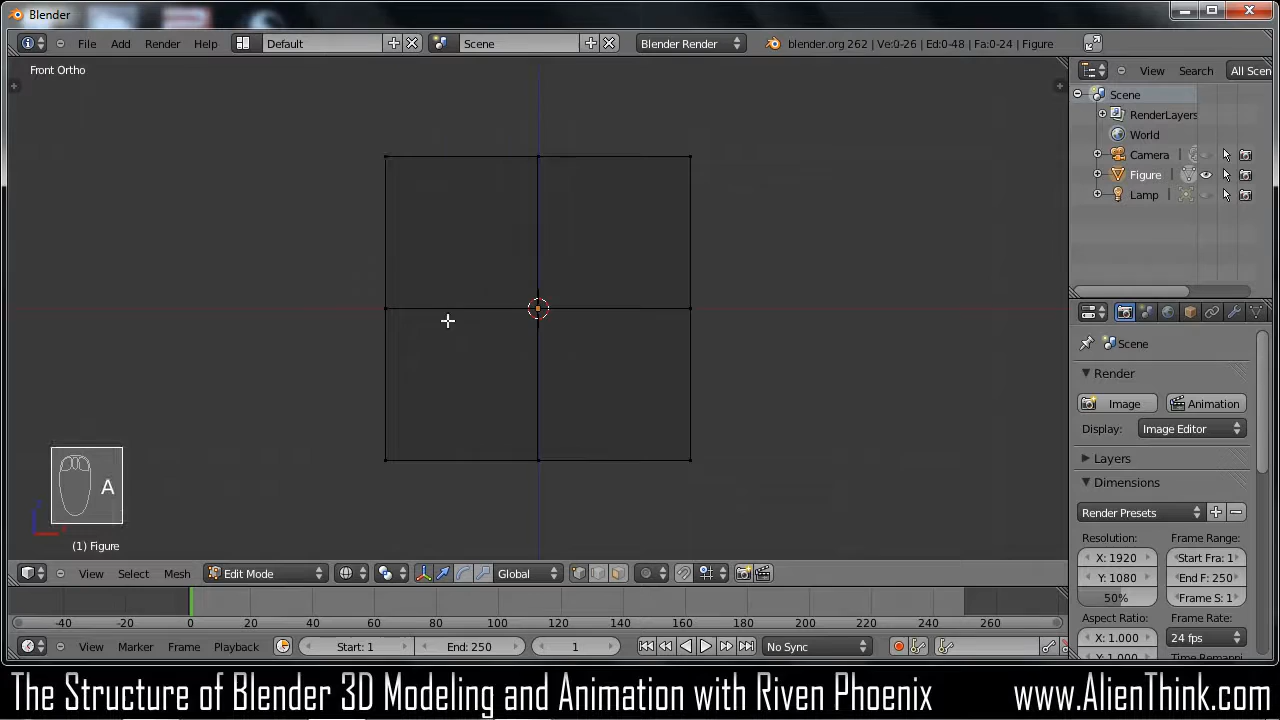 Blender
File Add Render Help Default Scene Blender Render blender.org 262 | Ve:0-26 | Ed:0-48 | Fa:0-24 | Figure
Front Ortho
View Search All Scen
Scene
RenderLayers
World
Camera
Figure
Lamp
Scene
Render
Image Animation
Display: Image Editor
Layers
Dimensions
Render Presets
Resolution: Frame Range:
X: 1920 Start Fra: 1
Y: 1080 End F: 250
50% Frame S: 1
Aspect Ratio: Frame Rate:
X: 1.000 24 fps
Y: 1.000
A
(1) Figure
View Select Mesh Edit Mode Global
-40 -20 0 20 40 60 80 100 120 140 160 180 200 220 240 260
View Marker Frame Playback Start: 1 End: 250 1 No Sync
The Structure of Blender 3D Modeling and Animation with Riven Phoenix www.AlienThink.com